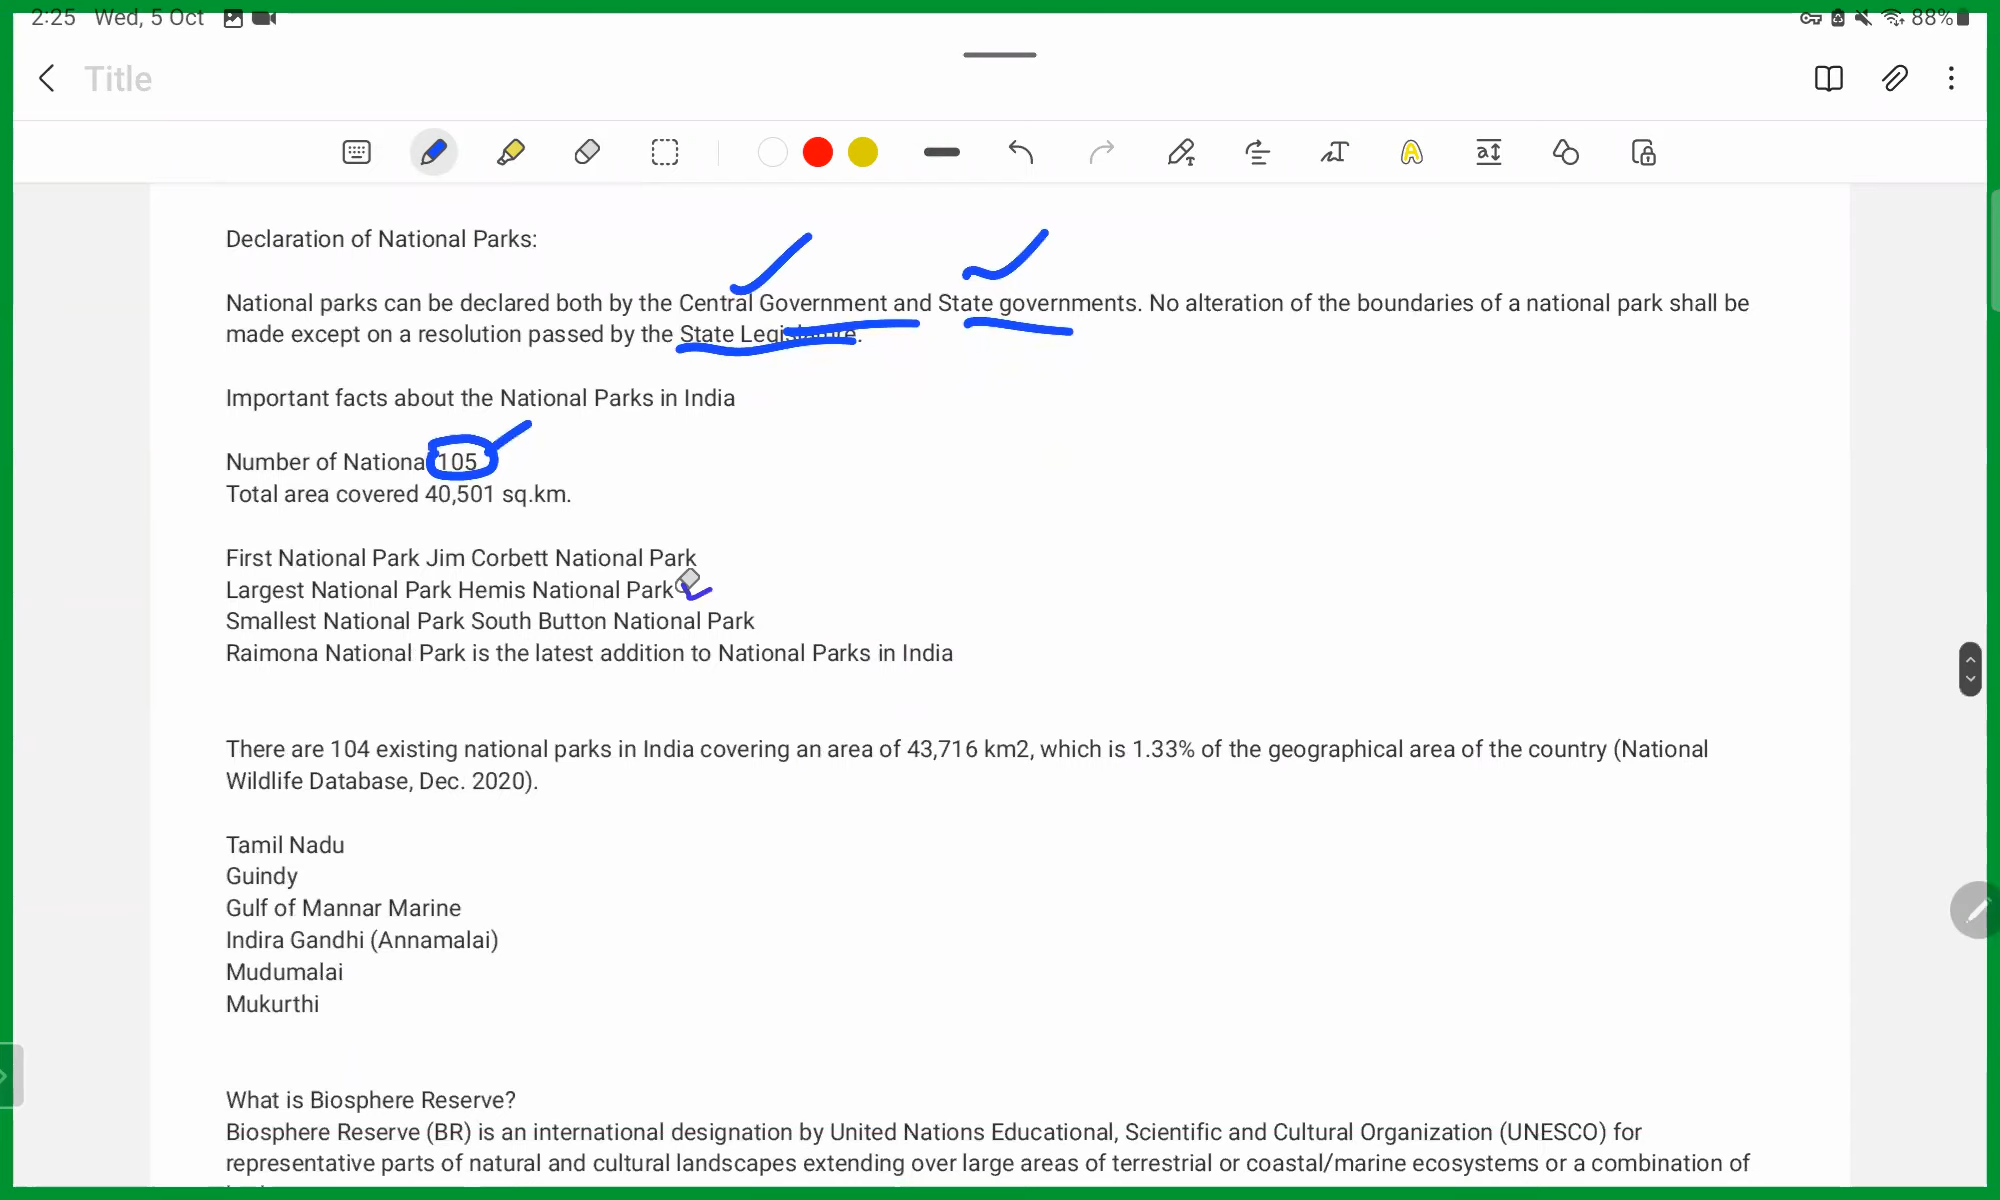 2:25 Wed, 5 Oct 88%
Title
Declaration of National Parks:
National parks can be declared both by the Central Government and State governments. No alteration of the boundaries of a national park shall be
made except on a resolution passed by the State Legislature.
Important facts about the National Parks in India
Number of Nationa 105
Total area covered 40,501 sq.km.
First National Park Jim Corbett National Park
Largest National Park Hemis National Park
Smallest National Park South Button National Park
Raimona National Park is the latest addition to National Parks in India
There are 104 existing national parks in India covering an area of 43,716 km2, which is 1.33% of the geographical area of the country (National
Wildlife Database, Dec. 2020).
Tamil Nadu
Guindy
Gulf of Mannar Marine
Indira Gandhi (Annamalai)
Mudumalai
Mukurthi
What is Biosphere Reserve?
Biosphere Reserve (BR) is an international designation by United Nations Educational, Scientific and Cultural Organization (UNESCO) for
representative parts of natural and cultural landscapes extending over large areas of terrestrial or coastal/marine ecosystems or a combination of